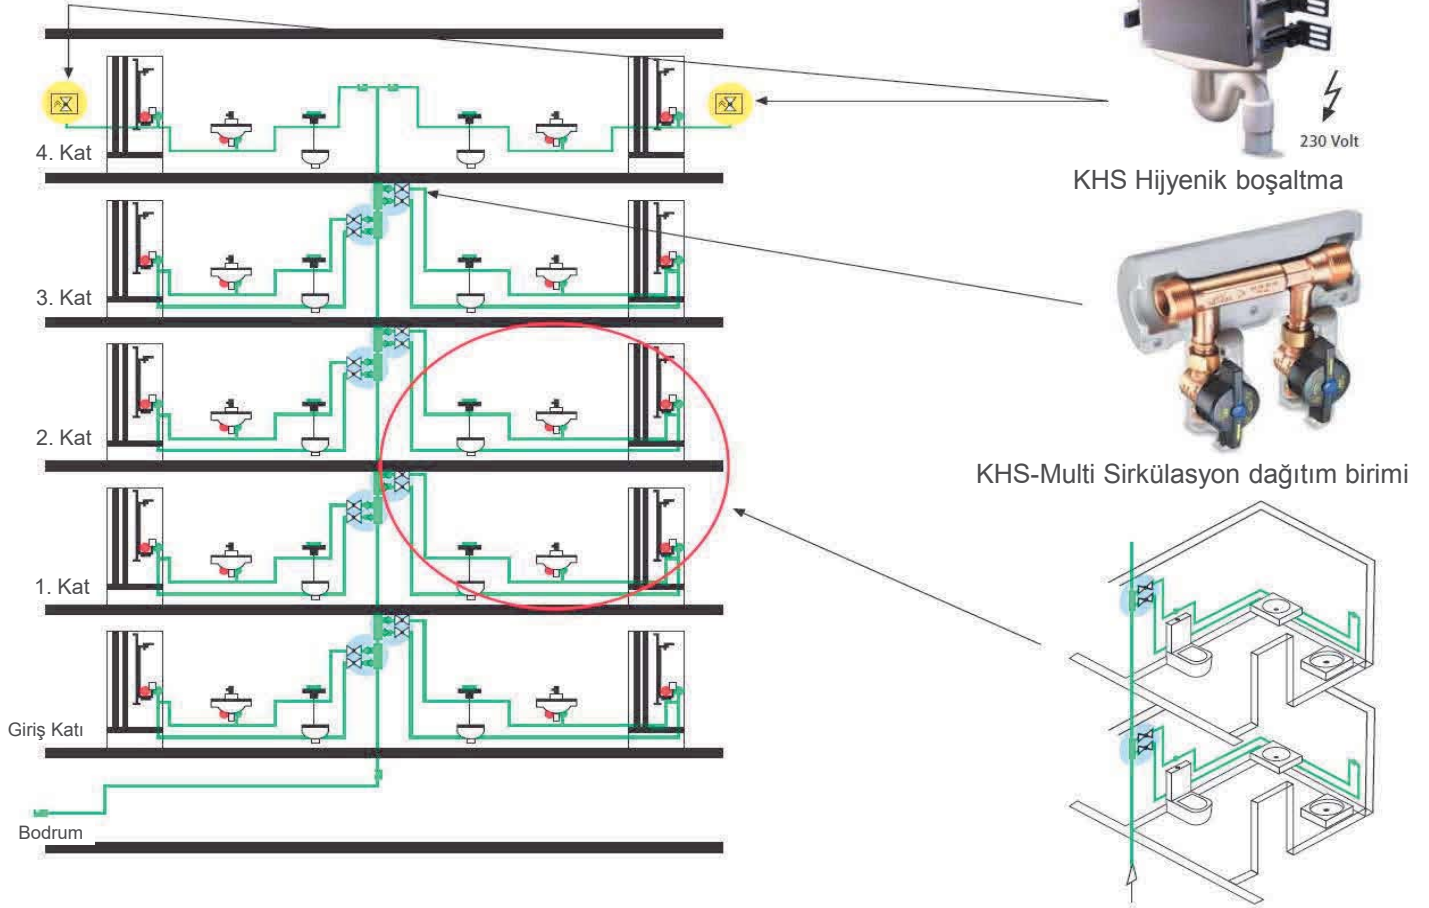 4. Kat
3. Kat
2. Kat
1. Kat
Giriş Katı
Bodrum
230 Volt
KHS Hijyenik boşaltma
KHS-Multi Sirkülasyon dağıtım birimi